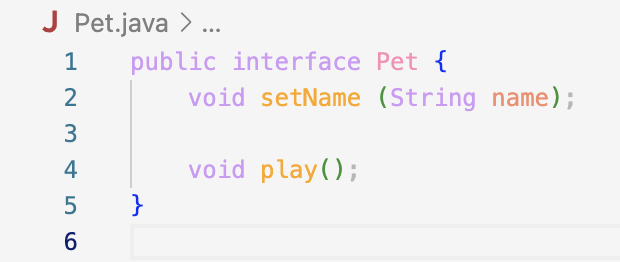 J Pet.java > ...
1 public interface Pet {
2     void setName (String name);
3
4     void play();
5 }
6